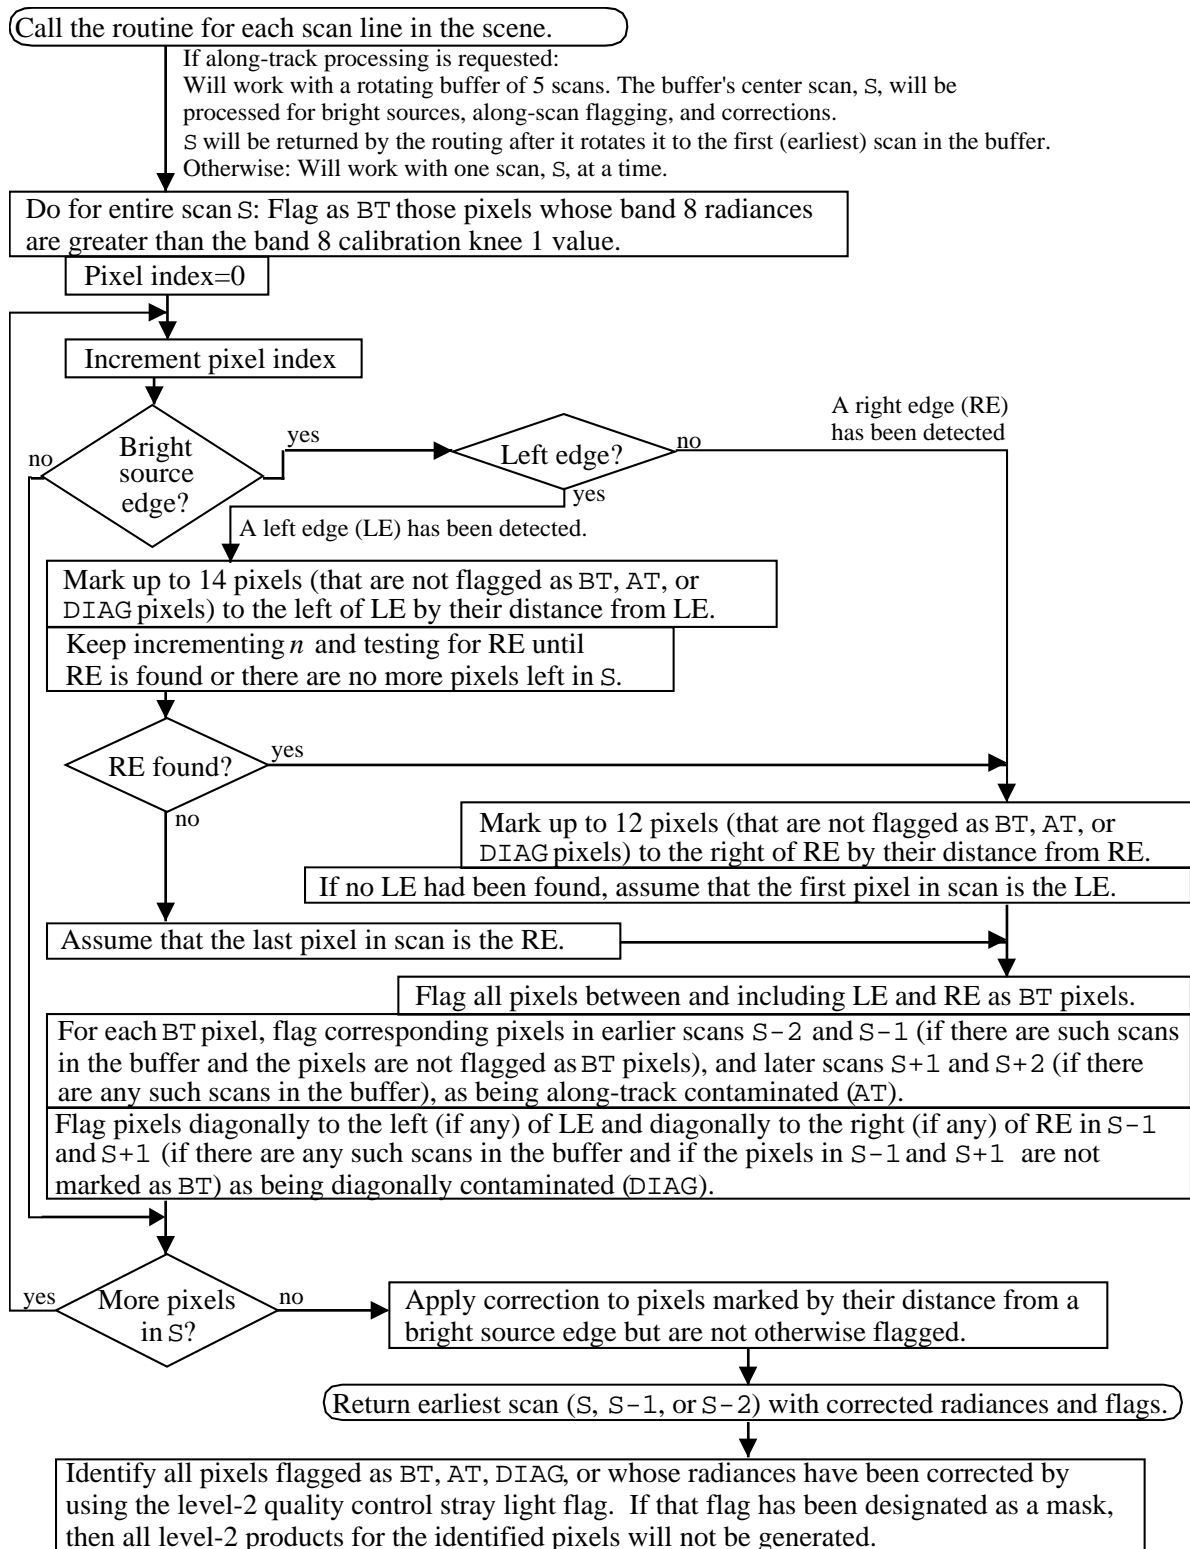 Call the routine for each scan line in the scene.
If along-track processing is requested:
Will work with a rotating buffer of 5 scans. The buffer's center scan, S, will be
processed for bright sources, along-scan flagging, and corrections.
S will be returned by the routing after it rotates it to the first (earliest) scan in the buffer.
Otherwise: Will work with one scan, S, at a time.
Do for entire scan S: Flag as BT those pixels whose band 8 radiances
are greater than the band 8 calibration knee 1 value.
Pixel index=0
Increment pixel index
Bright
source
edge?
no
yes
Left edge?
no
yes
A right edge (RE)
has been detected
A left edge (LE) has been detected.
Mark up to 14 pixels (that are not flagged as BT, AT, or
DIAG pixels) to the left of LE by their distance from LE.
Keep incrementing n and testing for RE until
RE is found or there are no more pixels left in S.
RE found?
yes
no
Mark up to 12 pixels (that are not flagged as BT, AT, or
DIAG pixels) to the right of RE by their distance from RE.
If no LE had been found, assume that the first pixel in scan is the LE.
Assume that the last pixel in scan is the RE.
Flag all pixels between and including LE and RE as BT pixels.
For each BT pixel, flag corresponding pixels in earlier scans S-2 and S-1 (if there are such scans
in the buffer and the pixels are not flagged as BT pixels), and later scans S+1 and S+2 (if there
are any such scans in the buffer), as being along-track contaminated (AT).
Flag pixels diagonally to the left (if any) of LE and diagonally to the right (if any) of RE in S-1
and S+1 (if there are any such scans in the buffer and if the pixels in S-1 and S+1 are not
marked as BT) as being diagonally contaminated (DIAG).
More pixels
in S?
yes
no
Apply correction to pixels marked by their distance from a
bright source edge but are not otherwise flagged.
Return earliest scan (S, S-1, or S-2) with corrected radiances and flags.
Identify all pixels flagged as BT, AT, DIAG, or whose radiances have been corrected by
using the level-2 quality control stray light flag. If that flag has been designated as a mask,
then all level-2 products for the identified pixels will not be generated.